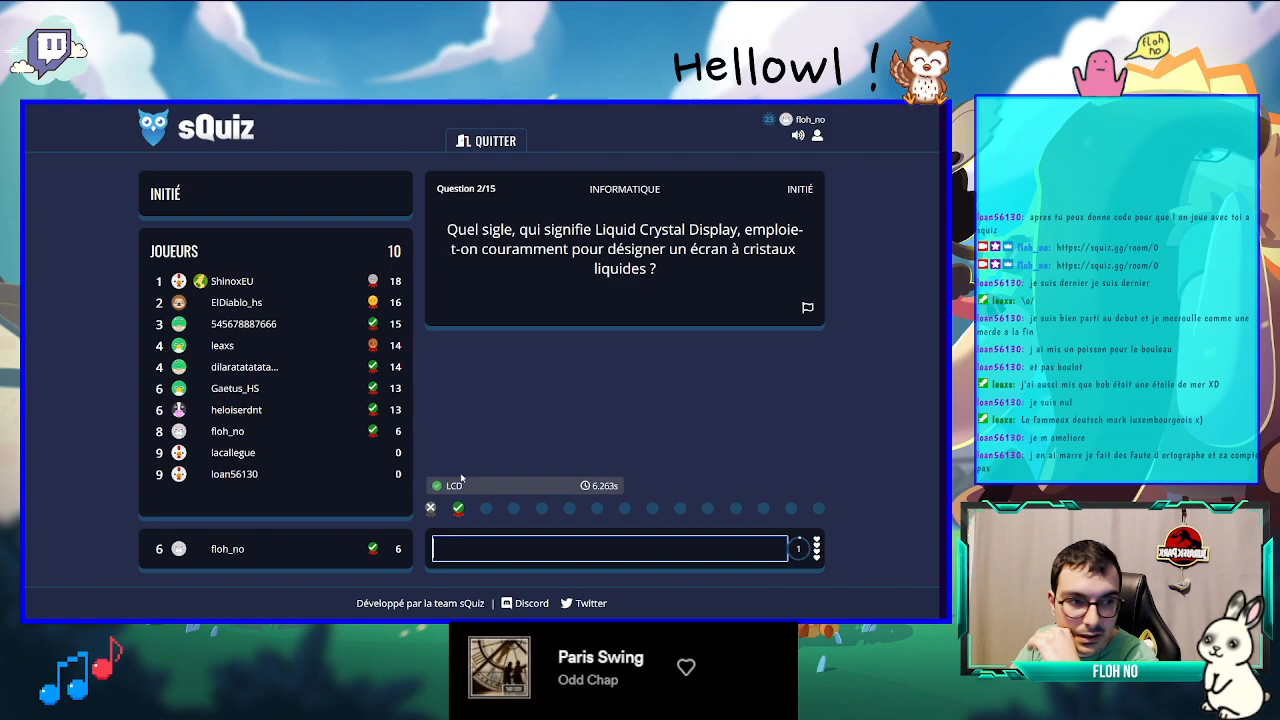 Hellowl !
floh
no
sQuiz
QUITTER
23 floh_no
INITIÉ
JOUEURS 10
1 ShinoxEU 18
2 ElDiablo_hs 16
3 545678887666 15
4 leaxs 14
4 dilaratatatata... 14
6 Gaetus_HS 13
6 heloiserdnt 13
8 floh_no 6
9 lacallegue 0
9 loan56130 0
6 floh_no 6
Question 2/15 INFORMATIQUE INITIÉ
Quel sigle, qui signifie Liquid Crystal Display, emploie-
t-on couramment pour désigner un écran à cristaux
liquides ?
LCD 6.263s
1
Développé par la team sQuiz | Discord Twitter
loan56130: apres tu peux donne code pour que l on joue avec toi a
squiz
floh_no: https://squiz.gg/room/0
floh_no: https://squiz.gg/room/0
loan56130: je suis dernier je suis dernier
leaxs: \o/
loan56130: je suis bien parti au debut et je mecroulle comme une
merde a la fin
loan56130: j ai mis un poisson pour le bouleau
loan56130: et pas boulot
leaxs: j'ai aussi mis que bob était une étoile de mer XD
loan56130: je suis nul
leaxs: Le fammeux deutsch mark luxembourgeois x)
loan56130: je m ameliore
loan56130: j en ai marre je fait des faute d ortographe et ca compte
pas
JURASSIC PARK
FLOH NO
Paris Swing
Odd Chap